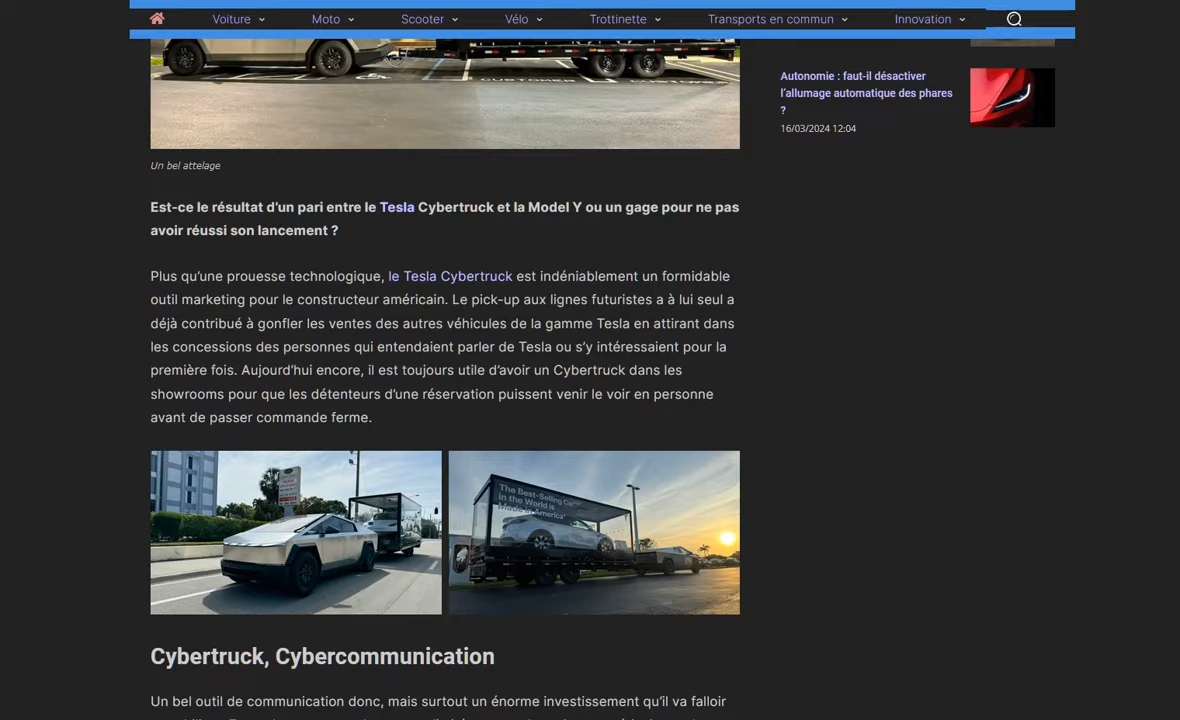 Voiture
Moto
Scooter
Vélo
Trottinette
Transports en commun
Innovation
Autonomie : faut-il désactiver
l’allumage automatique des phares
?
16/03/2024 12:04
Un bel attelage
Est-ce le résultat d’un pari entre le Tesla Cybertruck et la Model Y ou un gage pour ne pas
avoir réussi son lancement ?
Plus qu’une prouesse technologique, le Tesla Cybertruck est indéniablement un formidable
outil marketing pour le constructeur américain. Le pick-up aux lignes futuristes a à lui seul a
déjà contribué à gonfler les ventes des autres véhicules de la gamme Tesla en attirant dans
les concessions des personnes qui entendaient parler de Tesla ou s’y intéressaient pour la
première fois. Aujourd’hui encore, il est toujours utile d’avoir un Cybertruck dans les
showrooms pour que les détenteurs d’une réservation puissent venir le voir en personne
avant de passer commande ferme.
The Best-Selling Car
in the World is
Made in America
Cybertruck, Cybercommunication
Un bel outil de communication donc, mais surtout un énorme investissement qu’il va falloir